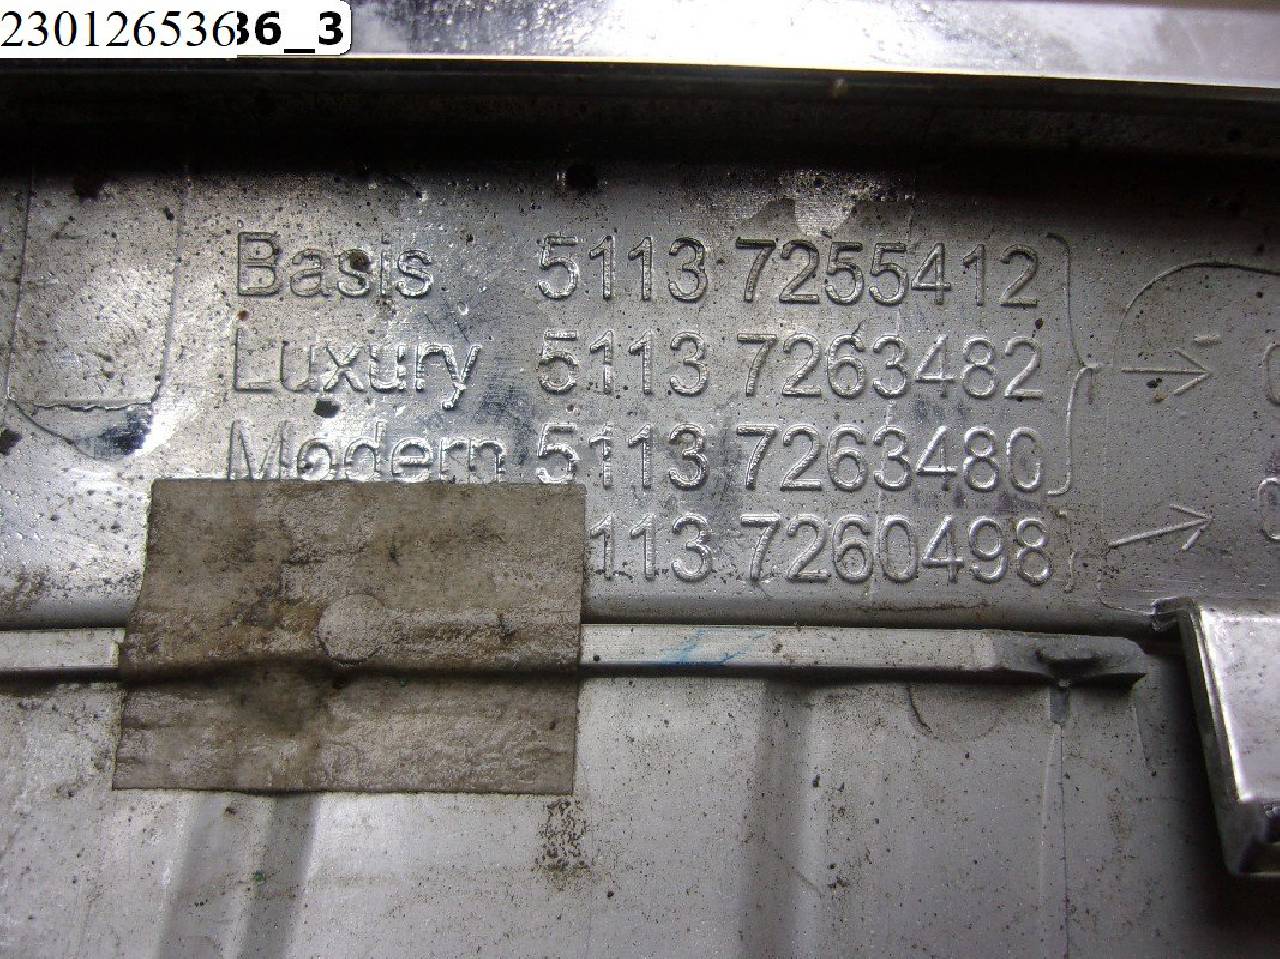 23012653636_3
Basis 5113 7255412
Luxury 5113 7263482
Modern 5113 7263480
113 7260498